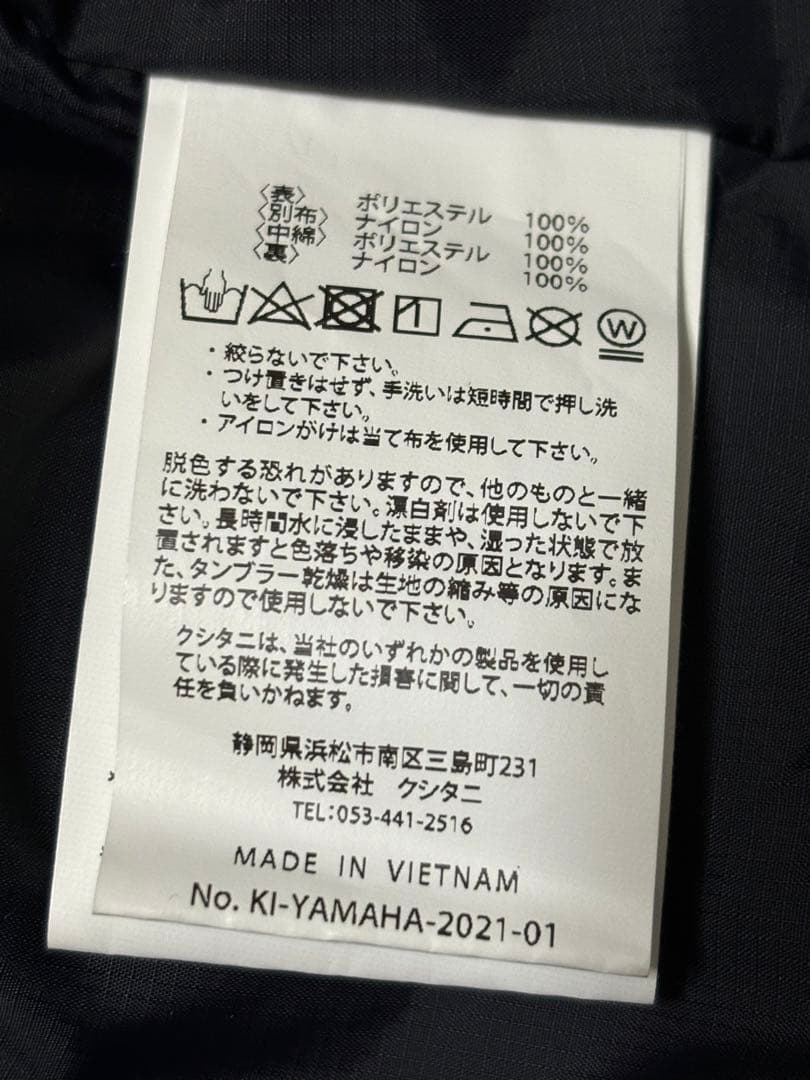 〈表〉 ポリエステル 100%
〈別布〉 ナイロン 100%
〈中綿〉 ポリエステル 100%
〈裏〉 ナイロン 100%
W
・絞らないで下さい。
・つけ置きはせず、手洗いは短時間で押し洗
いをして下さい。
・アイロンがけは当て布を使用して下さい。
脱色する恐れがありますので、他のものと一緒
に洗わないで下さい。漂白剤は使用しないで下
さい。長時間水に浸したままや、湿った状態で放
置されますと色落ちや移染の原因となります。ま
た、タンブラー乾燥は生地の縮み等の原因にな
りますので使用しないで下さい。
クシタニは、当社のいずれかの製品を使用し
ている際に発生した損害に関して、一切の責
任を負いかねます。
静岡県浜松市南区三島町231
株式会社 クシタニ
TEL:053-441-2516
MADE IN VIETNAM
No. KI-YAMAHA-2021-01